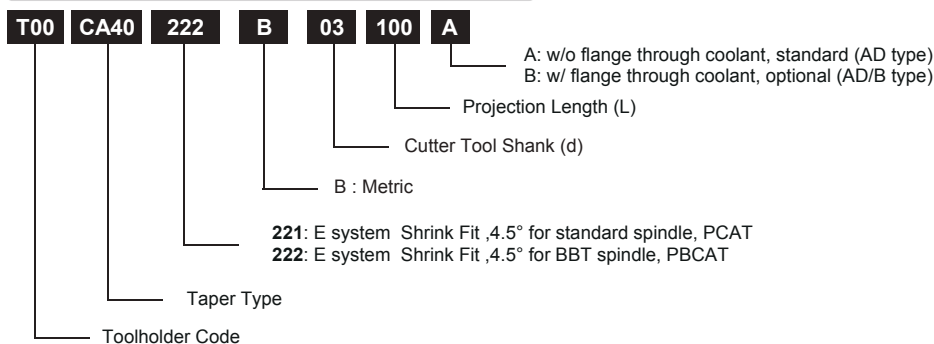 T00 CA40 222 B 03 100 A
A: w/o flange through coolant, standard (AD type)
B: w/ flange through coolant, optional (AD/B type)
Projection Length (L)
Cutter Tool Shank (d)
B : Metric
221: E system Shrink Fit ,4.5° for standard spindle, PCAT
222: E system Shrink Fit ,4.5° for BBT spindle, PBCAT
Taper Type
Toolholder Code